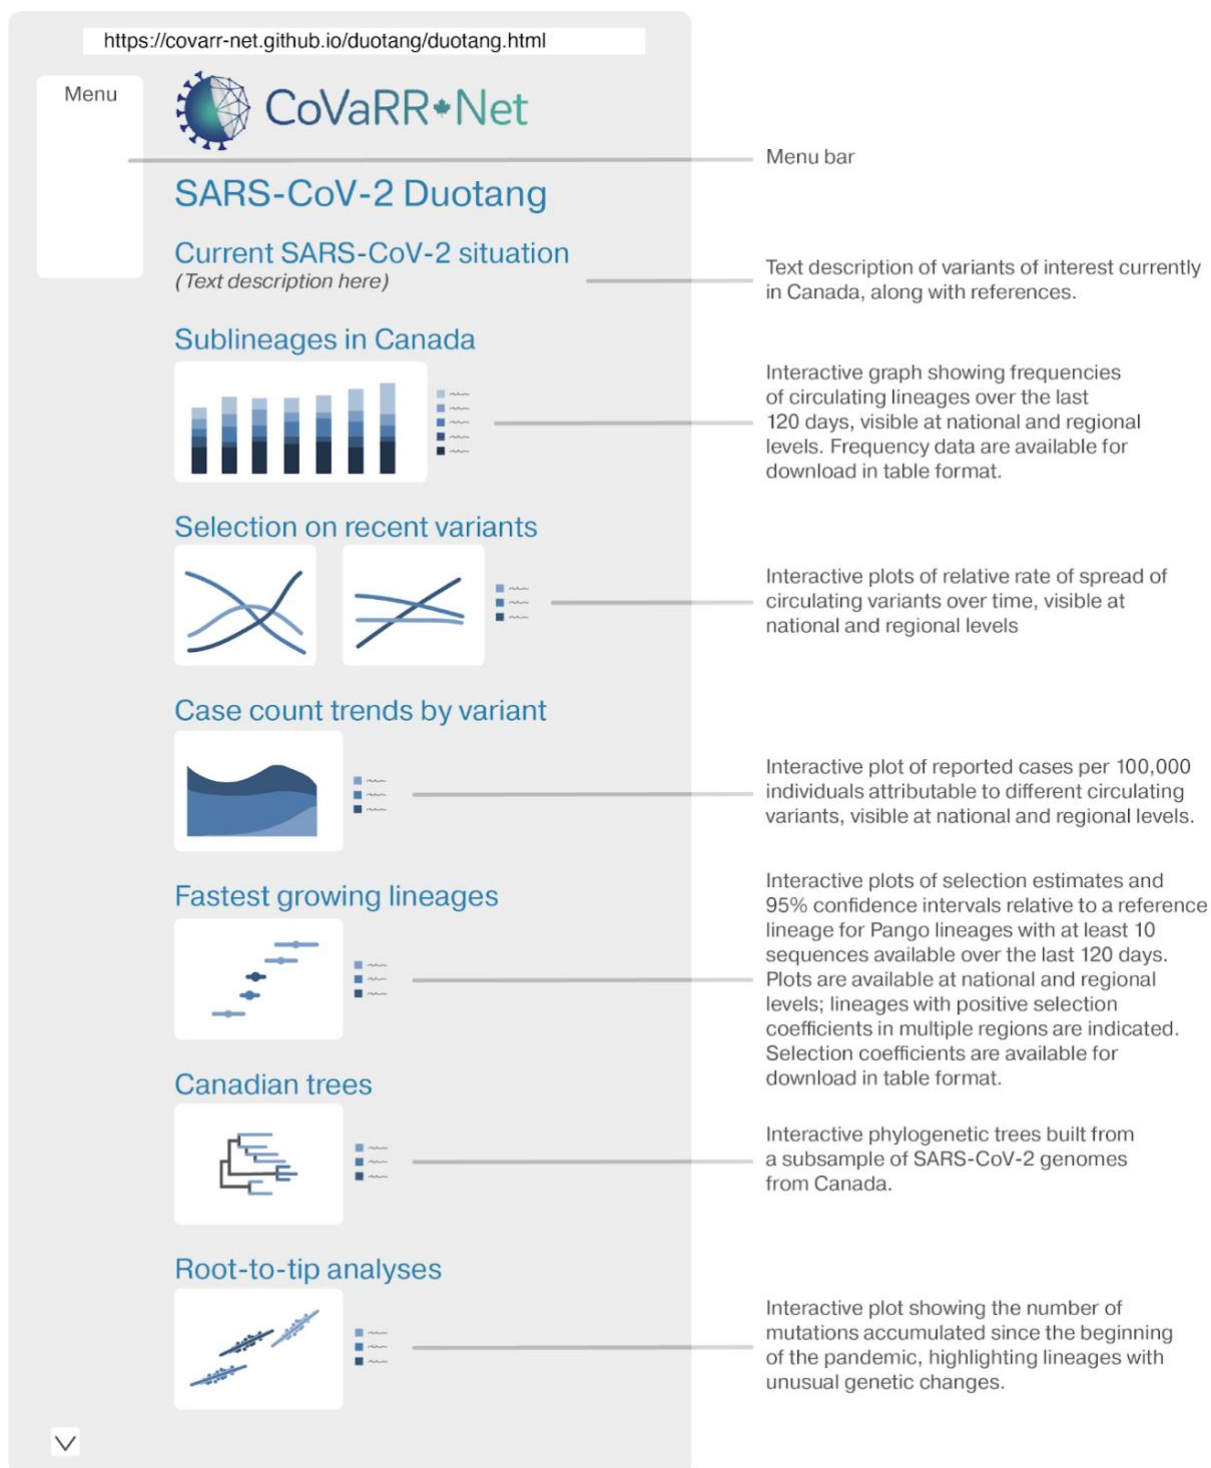 https://covarr-net.github.io/duotang/duotang.html
Menu
CoVaRR Net
Menu bar
SARS-CoV-2 Duotang
Current SARS-CoV-2 situation
(Text description here)
Text description of variants of interest currently
in Canada, along with references.
Sublineages in Canada
Interactive graph showing frequencies
of circulating lineages over the last
120 days, visible at national and regional
levels. Frequency data are available for
download in table format.
Selection on recent variants
Interactive plots of relative rate of spread of
circulating variants over time, visible at
national and regional levels
Case count trends by variant
Interactive plot of reported cases per 100,000
individuals attributable to different circulating
variants, visible at national and regional levels.
Fastest growing lineages
Interactive plots of selection estimates and
95% confidence intervals relative to a reference
lineage for Pango lineages with at least 10
sequences available over the last 120 days.
Plots are available at national and regional
levels; lineages with positive selection
coefficients in multiple regions are indicated.
Selection coefficients are available for
download in table format.
Canadian trees
Interactive phylogenetic trees built from
a subsample of SARS-CoV-2 genomes
from Canada.
Root-to-tip analyses
Interactive plot showing the number of
mutations accumulated since the beginning
of the pandemic, highlighting lineages with
unusual genetic changes.